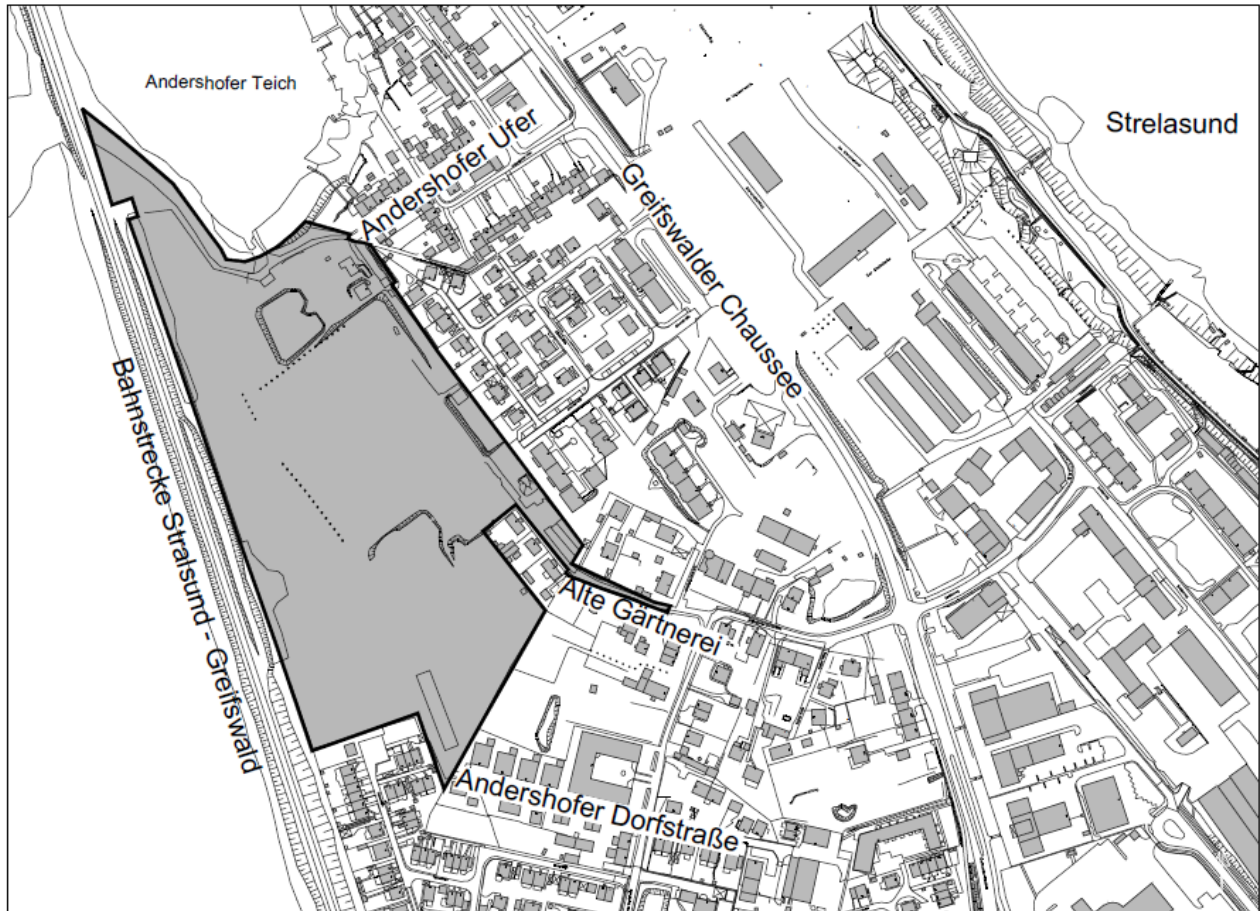 Andershofer Teich
Strelasund
Andershofer Ufer
Greifswalder Chaussee
Bahnstrecke Stralsund - Greifswald
Alte Gärtnerei
Andershofer Dorfstraße